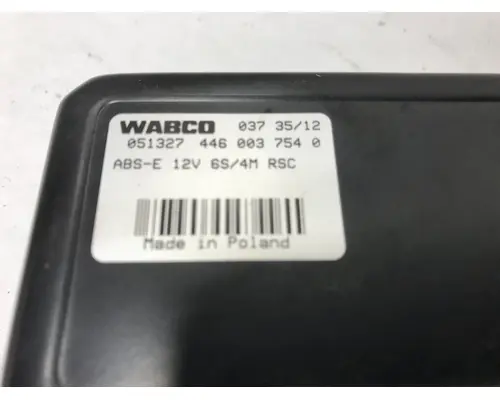 WABCO 037 35/12
051327 446 003 754 0
ABS-E 12V 6S/4M RSC
Made in Poland